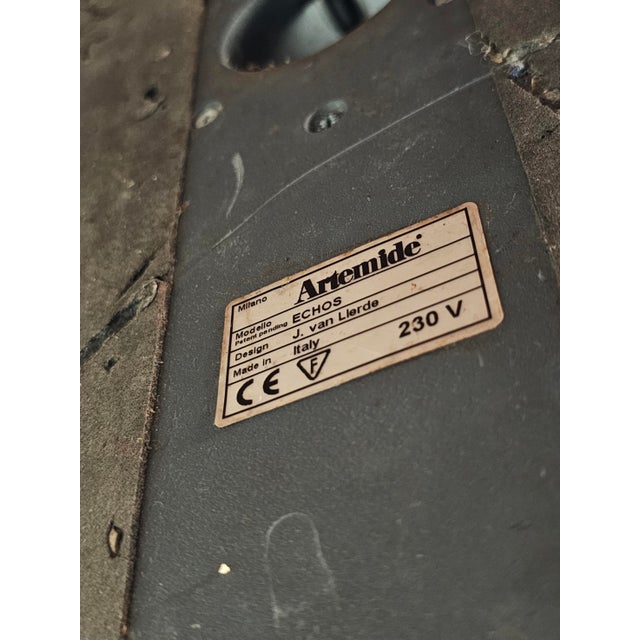 Milano Artemide®
Modello ECHOS
Patent pending
Design J. van Lierde
Made in Italy
CE F 230 V